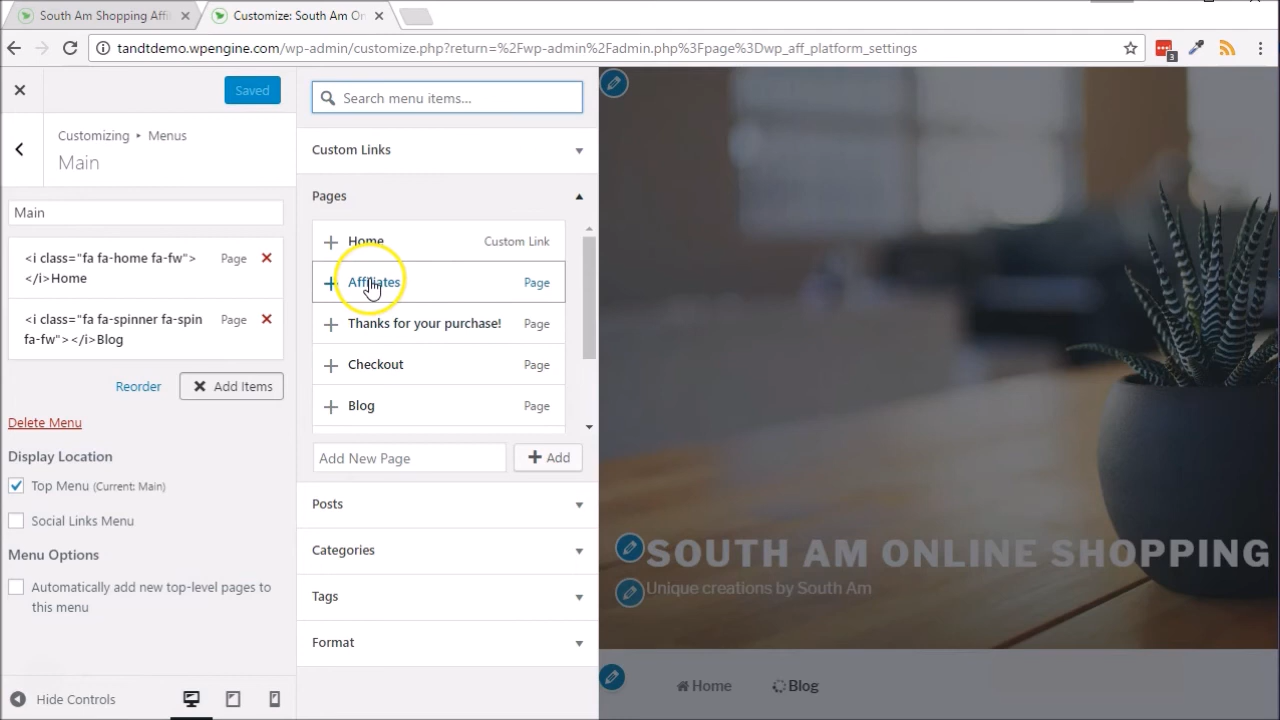 South Am Shopping Affi
Customize: South Am On
tandtdemo.wpengine.com/wp-admin/customize.php?return=%2Fwp-admin%2Fadmin.php%3Fpage%3Dwp_aff_platform_settings
3
Saved
Customizing ▸ Menus
Main
Main
<i class="fa fa-home fa-fw">
</i>Home
Page
<i class="fa fa-spinner fa-spin
fa-fw"></i>Blog
Page
Reorder
Add Items
Delete Menu
Display Location
Top Menu (Current: Main)
Social Links Menu
Menu Options
Automatically add new top-level pages to
this menu
Hide Controls
Search menu items...
Custom Links
Pages
Home Custom Link
Affiliates Page
Thanks for your purchase! Page
Checkout Page
Blog Page
Add New Page
Add
Posts
Categories
Tags
Format
SOUTH AM ONLINE SHOPPING
Unique creations by South Am
Home Blog